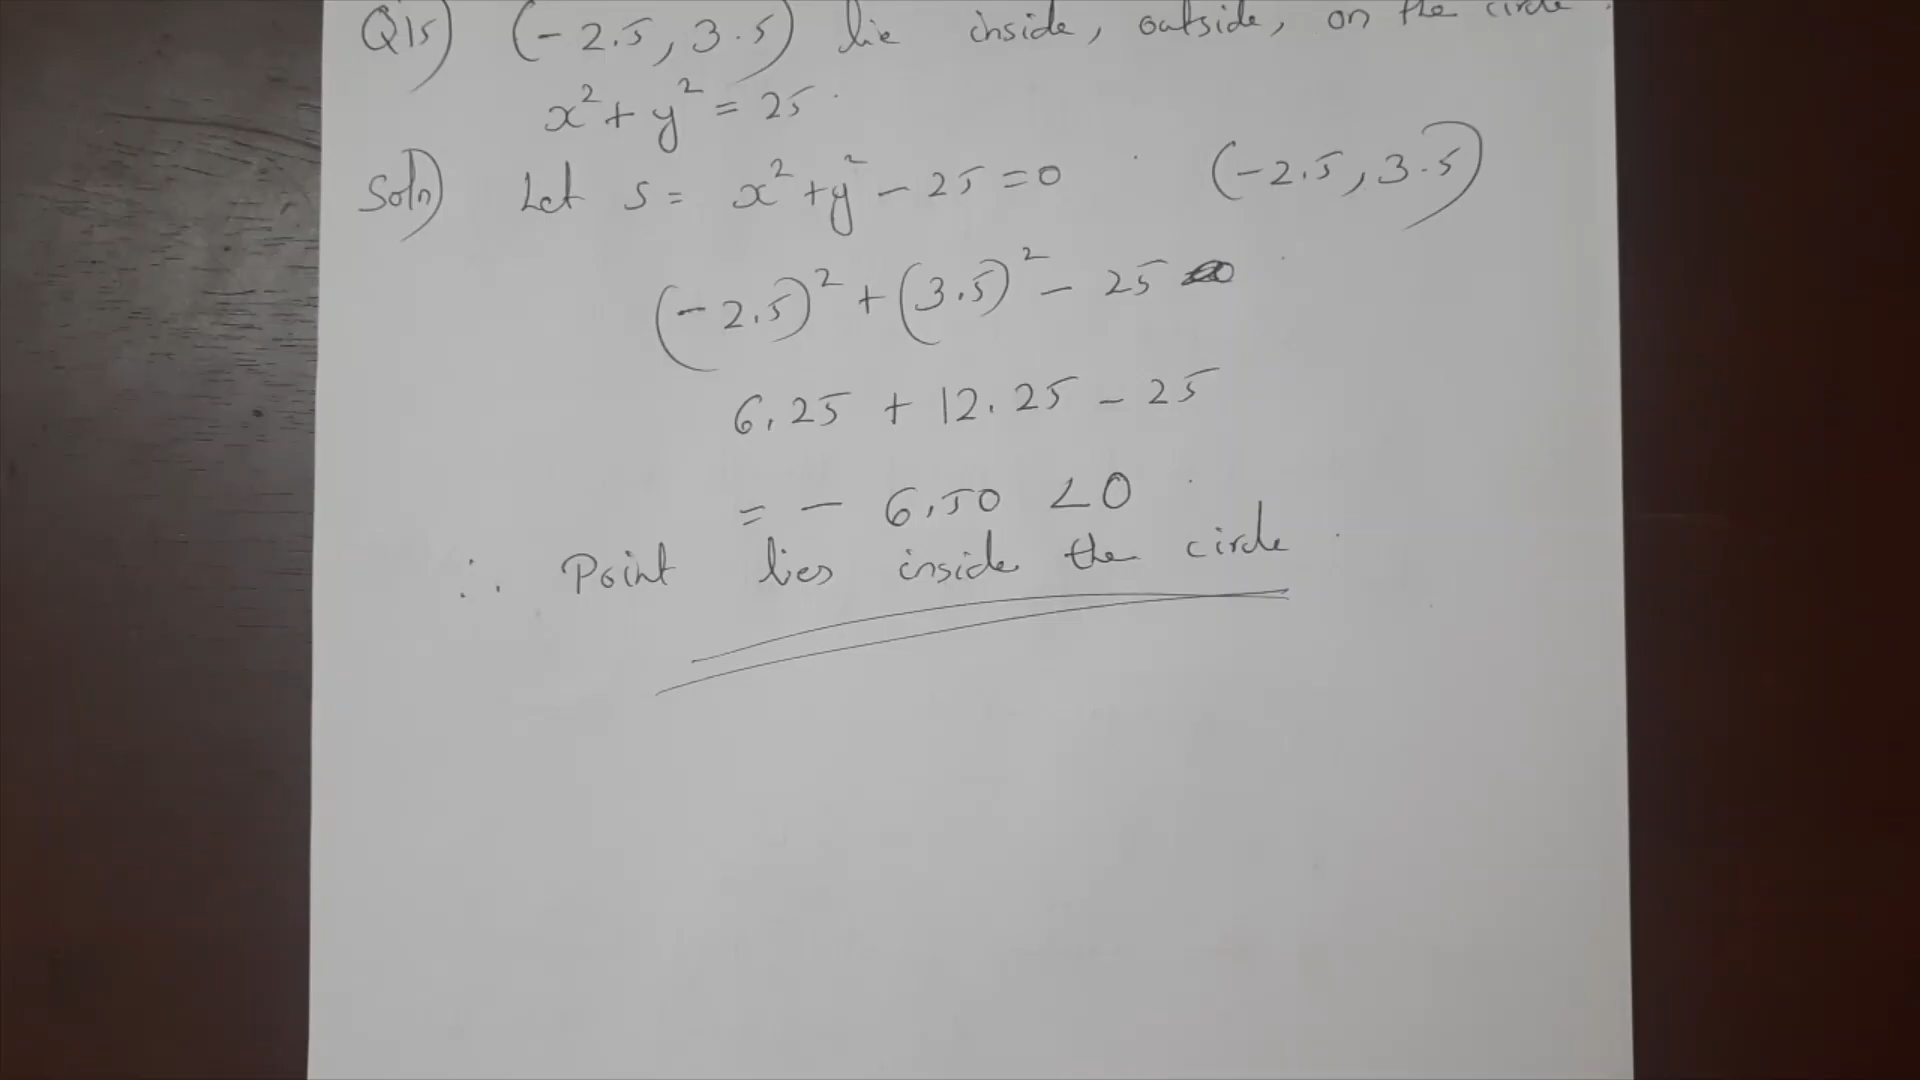 Q15) (-2.5, 3.5) lie inside, outside, on the circle.
x² + y² = 25.
Soln) Let S = x² + y² - 25 = 0 (-2.5, 3.5)
(-2.5)² + (3.5)² - 25
6.25 + 12.25 - 25
= - 6.50 < 0
∴ Point lies inside the circle.